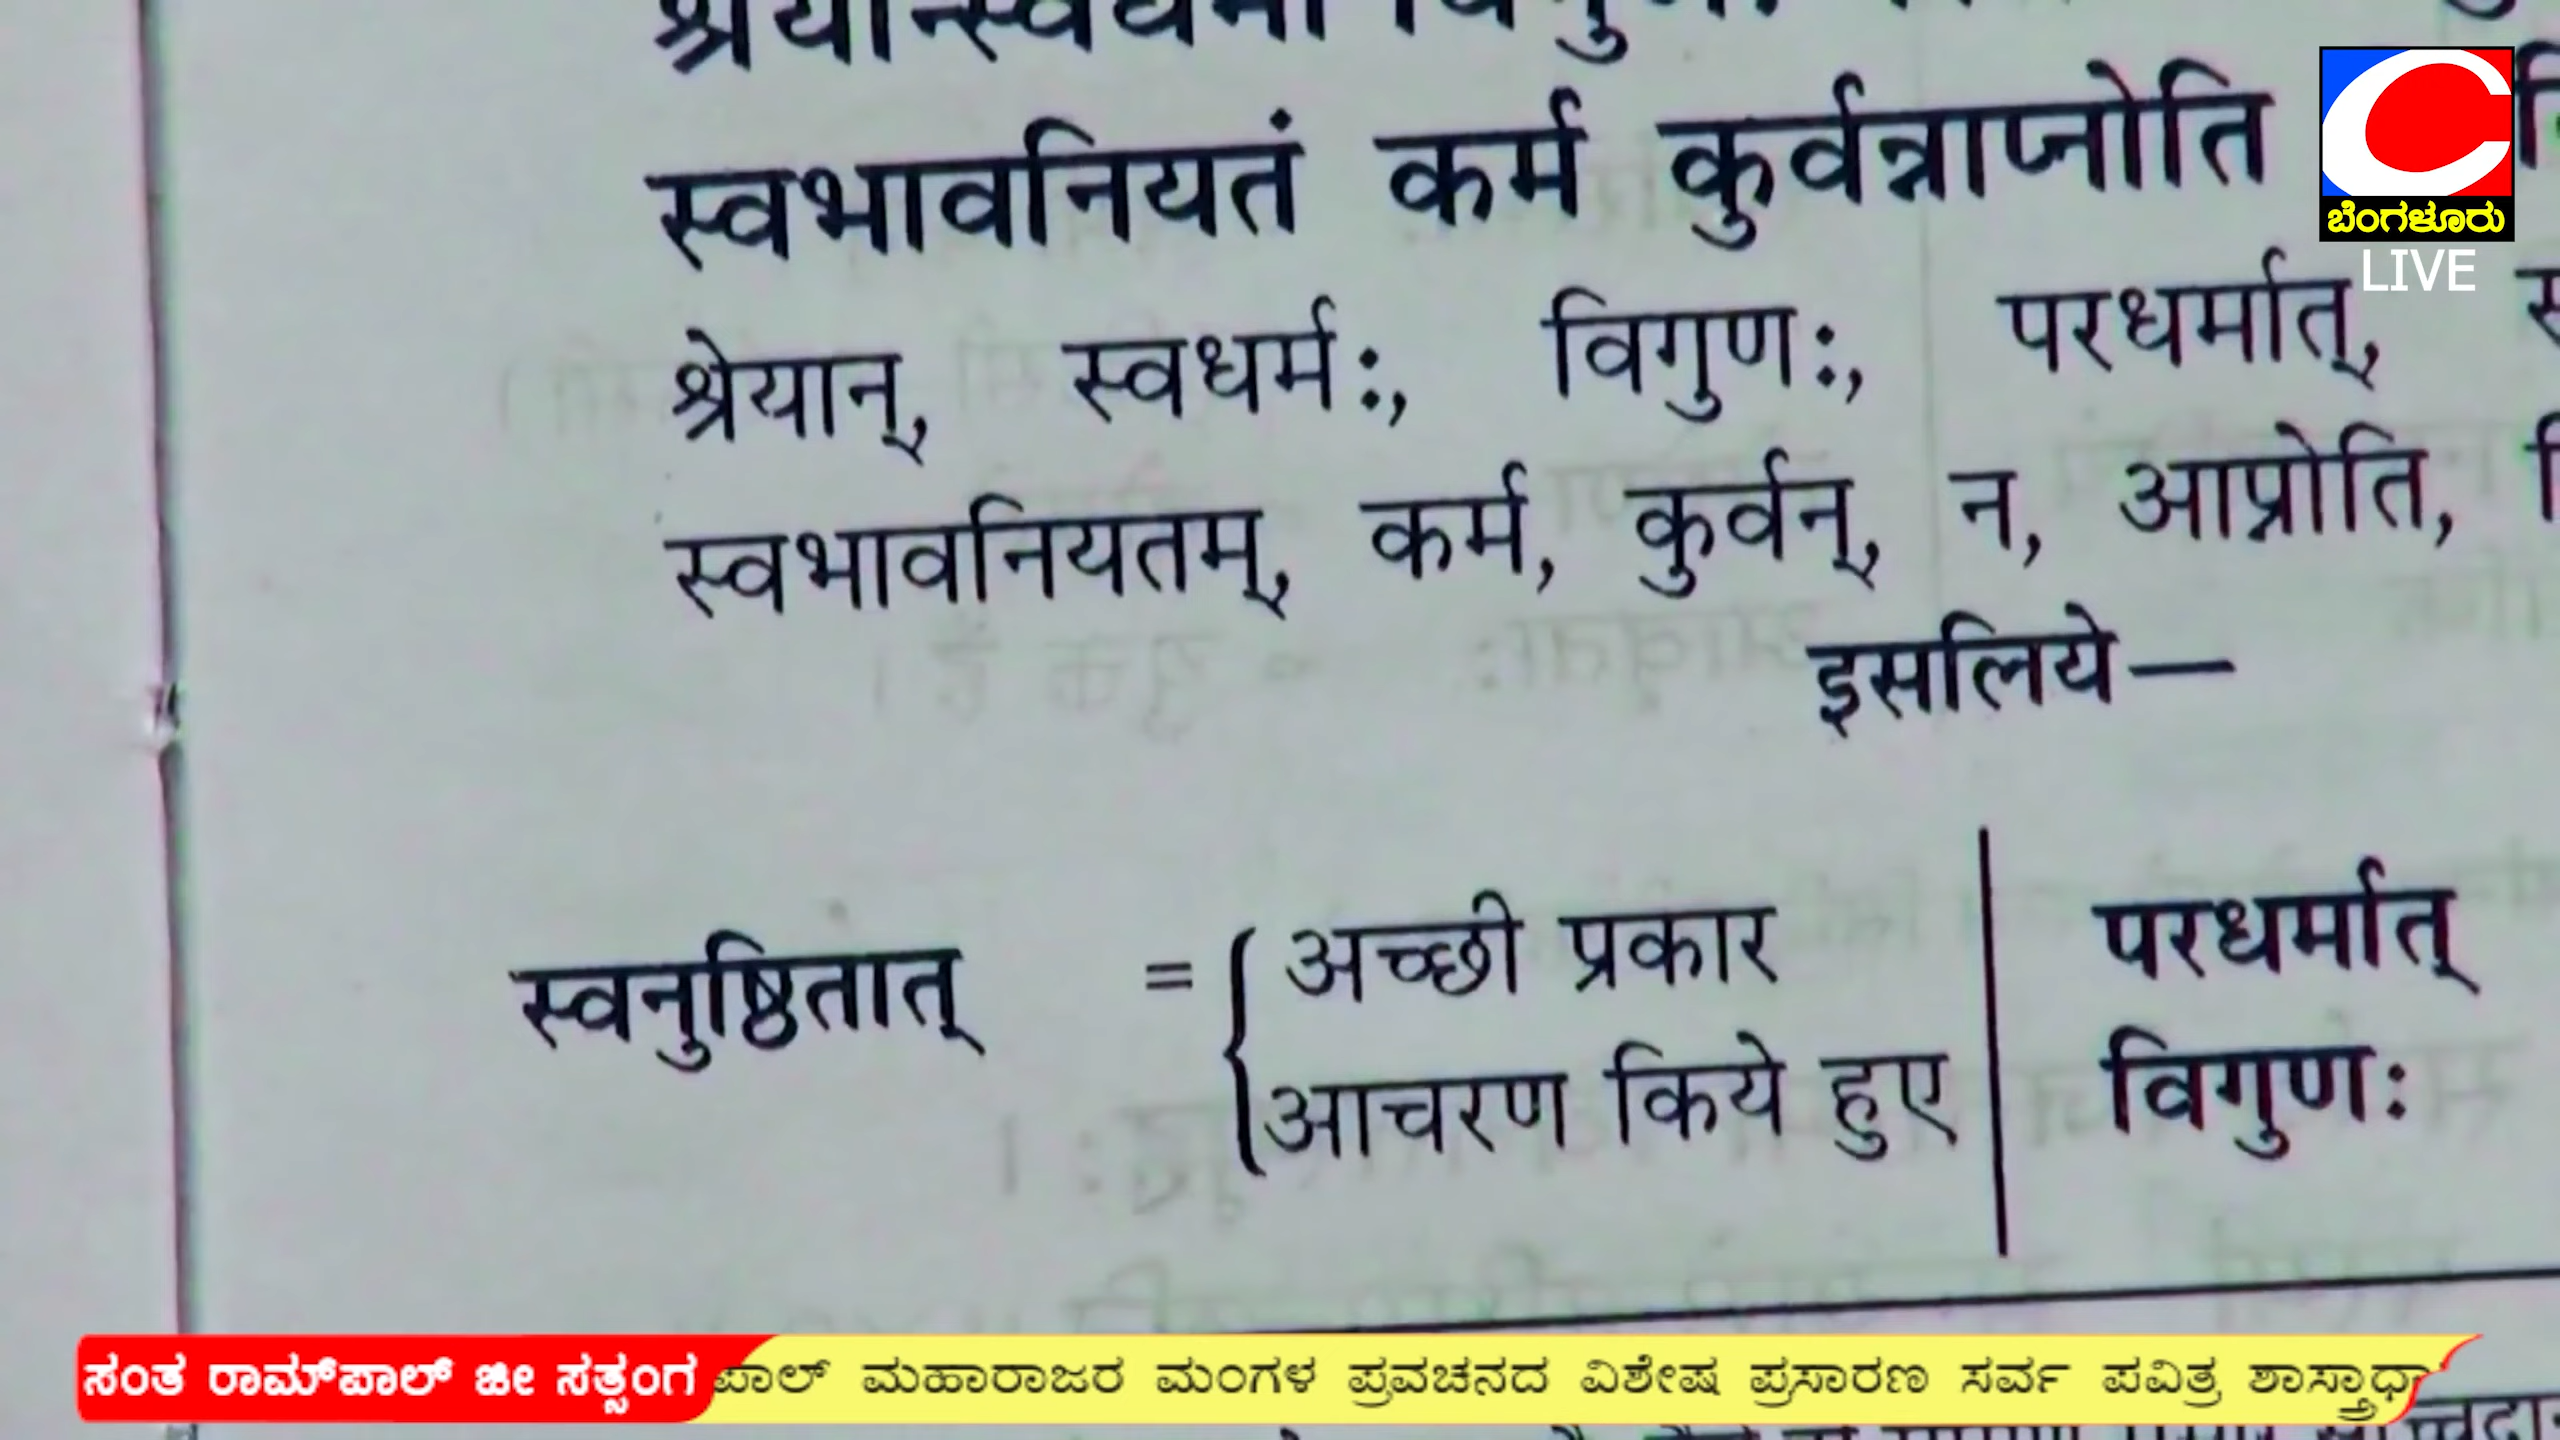 स्वभावनियतं कर्म कुर्वन्नाप्नोति
श्रेयान्, स्वधर्मः, विगुणः, परधर्मात्,
स्वभावनियतम्, कर्म, कुर्वन्, न, आप्नोति,
इसलिये—
स्वनुष्ठितात् = अच्छी प्रकार
आचरण किये हुए
परधर्मात्
विगुणः
ಬೆಂಗಳೂರು
LIVE
ಸಂತ ರಾಮ್‌ಪಾಲ್ ಜೀ ಸತ್ಸಂಗ
ಪಾಲ್ ಮಹಾರಾಜರ ಮಂಗಳ ಪ್ರವಚನದ ವಿಶೇಷ ಪ್ರಸಾರಣ ಸರ್ವ ಪವಿತ್ರ ಶಾಸ್ತ್ರಾಧಾ